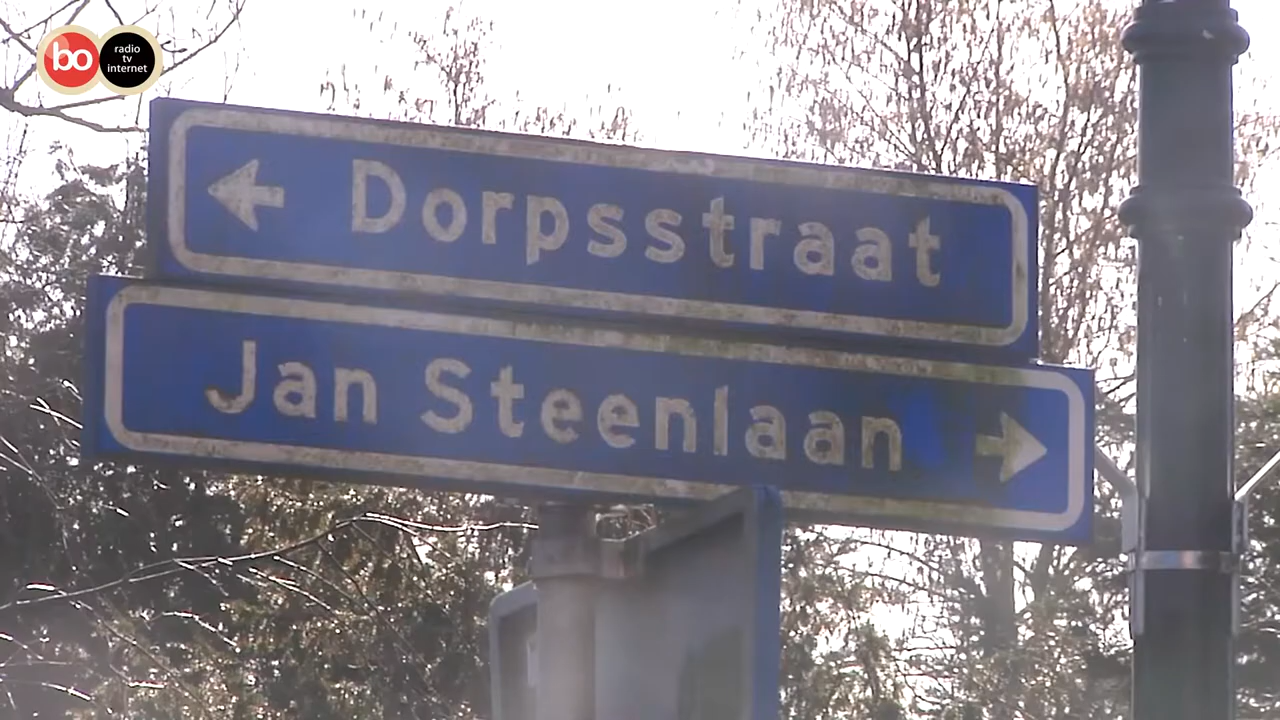 bo
radio
tv
internet
Dorpsstraat
Jan Steenlaan